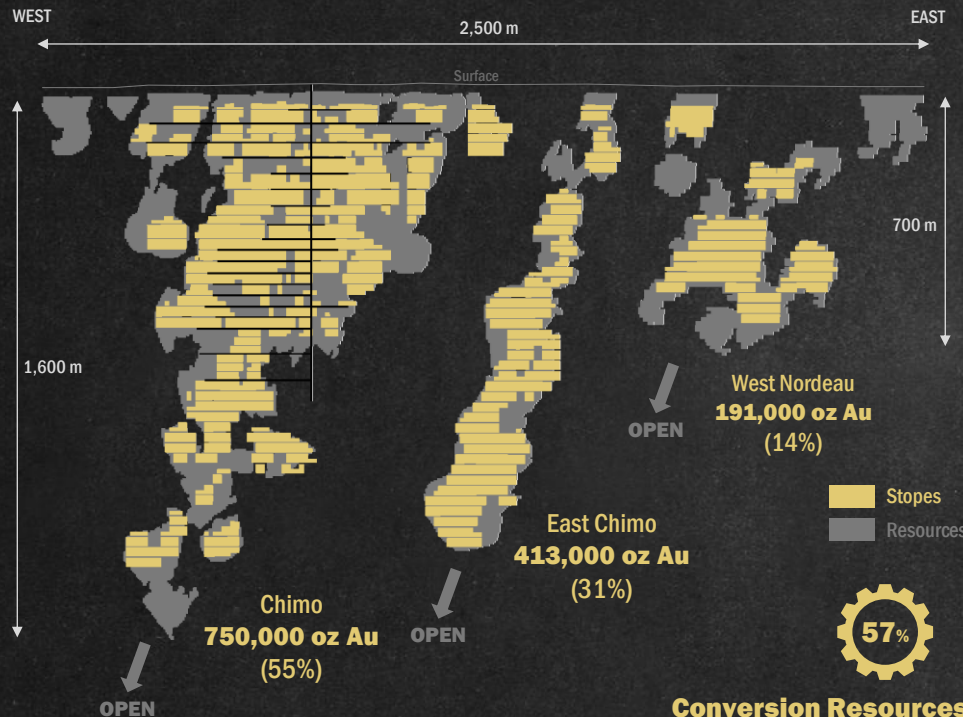 WEST
EAST
2,500 m
Surface
700 m
1,600 m
West Nordeau
191,000 oz Au
(14%)
OPEN
Stopes
Resources
East Chimo
413,000 oz Au
(31%)
Chimo
750,000 oz Au
(55%)
OPEN
57%
OPEN
Conversion Resources